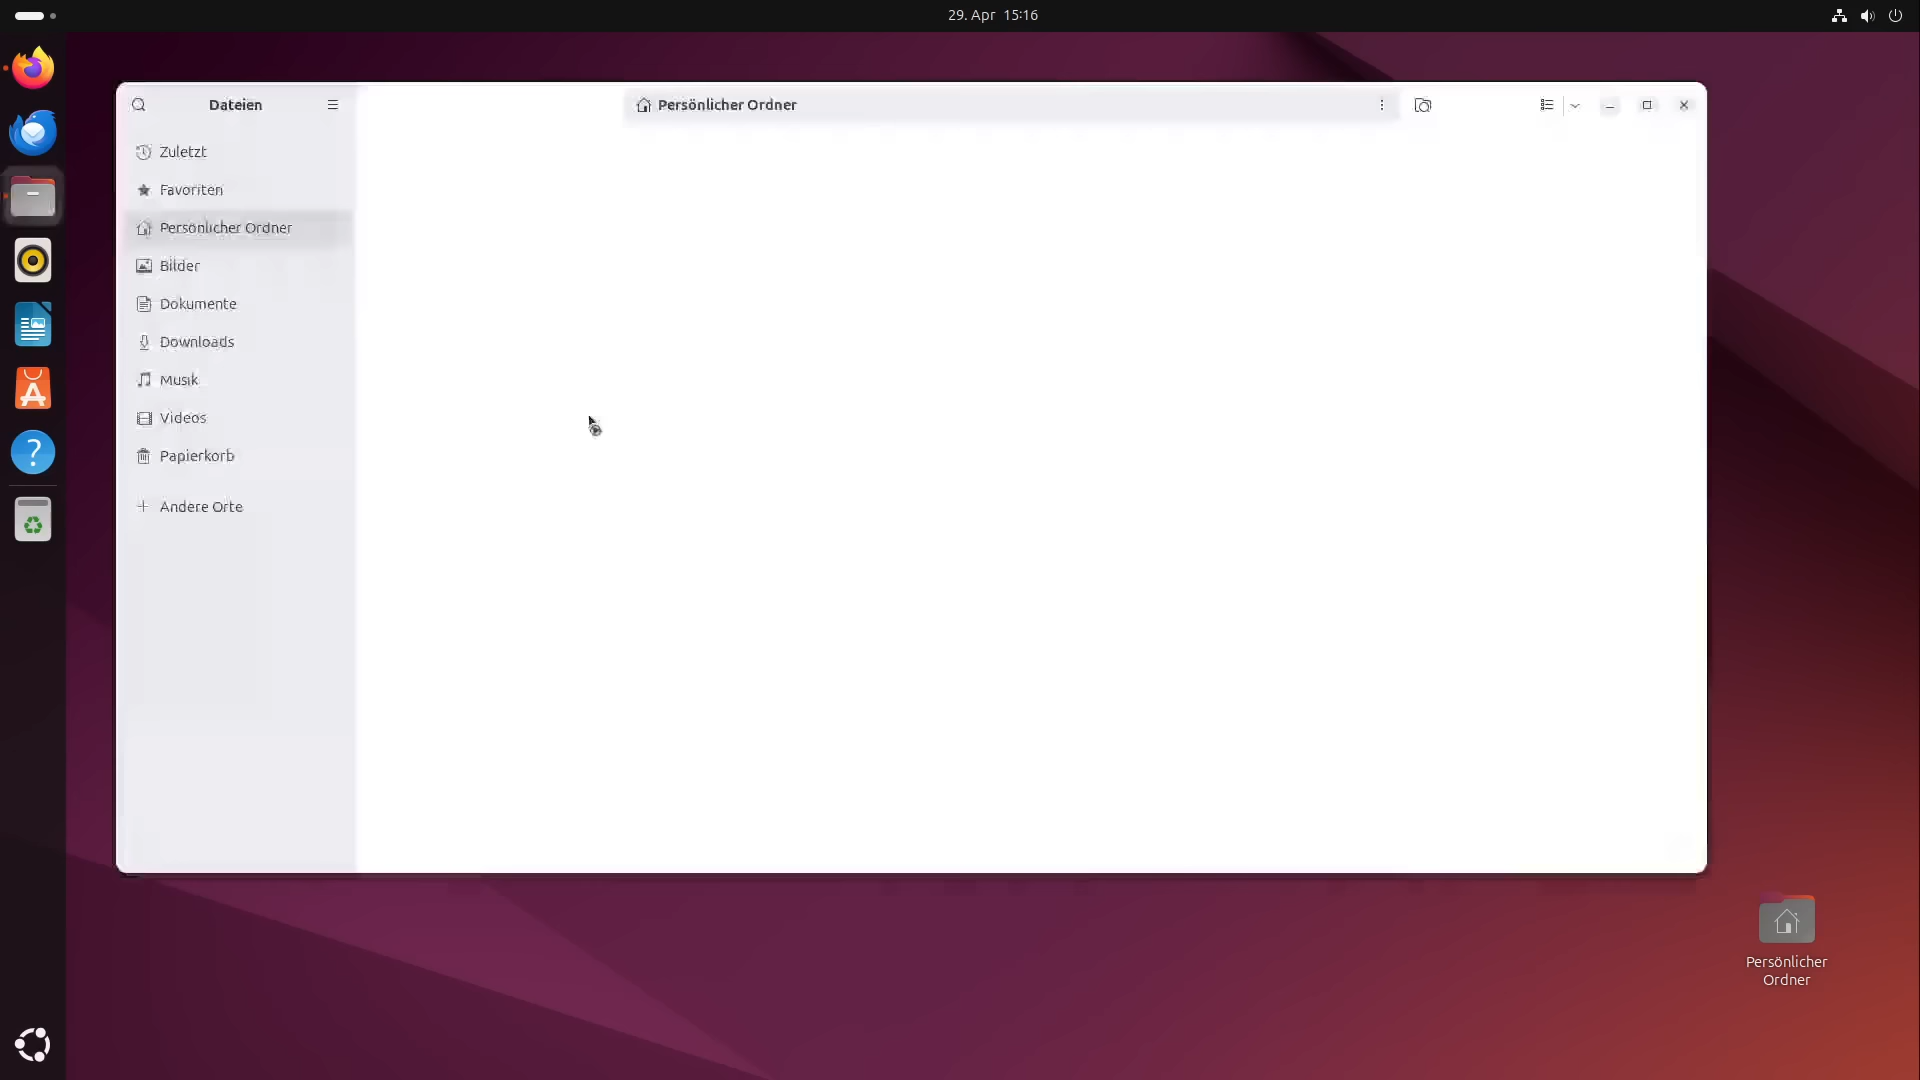 29. Apr 15:16
Dateien
Persönlicher Ordner
Zuletzt
Favoriten
Persönlicher Ordner
Bilder
Dokumente
Downloads
Musik
Videos
Papierkorb
Andere Orte
Persönlicher
Ordner